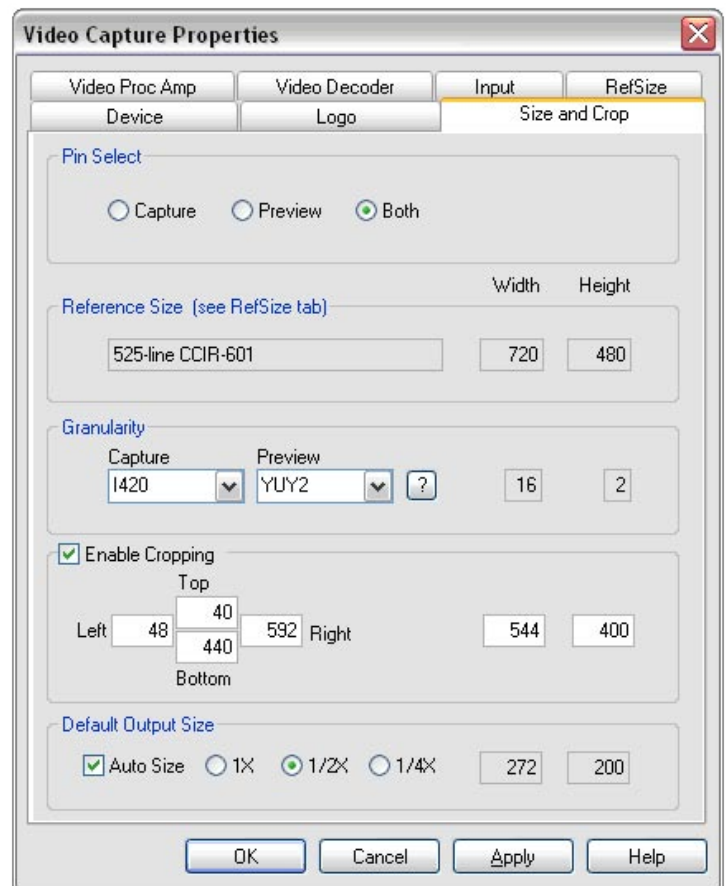 Video Capture Properties
Video Proc Amp Video Decoder Input RefSize
Device Logo Size and Crop
Pin Select
Capture Preview Both
Width Height
Reference Size (see RefSize tab)
525-line CCIR-601 720 480
Granularity
Capture Preview
I420 YUY2 ? 16 2
Enable Cropping
Top
40
Left 48 592 Right 544 400
440
Bottom
Default Output Size
Auto Size 1X 1/2X 1/4X 272 200
OK Cancel Apply Help